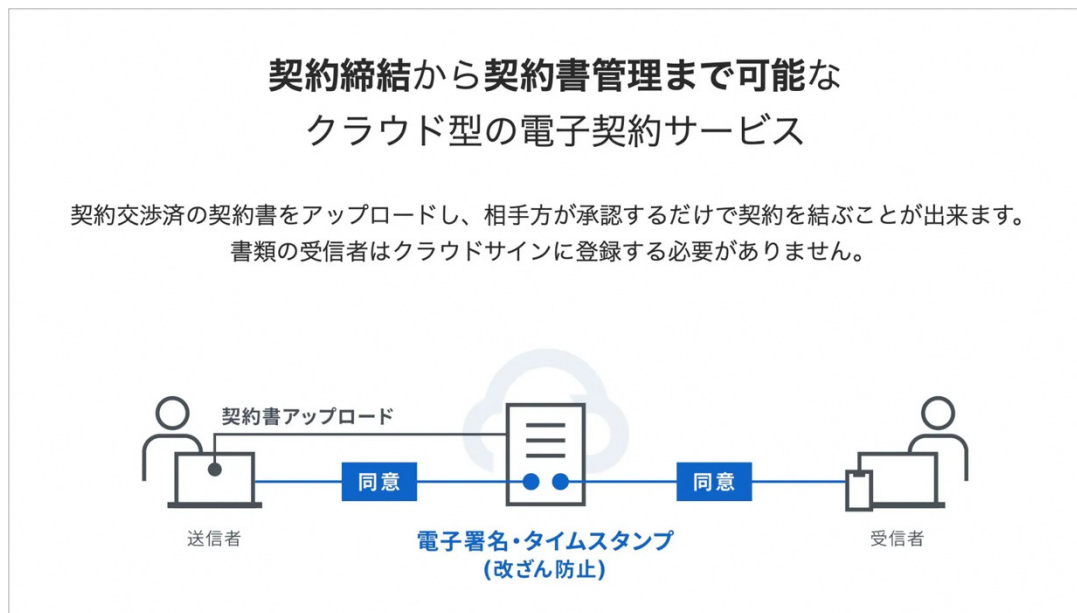 契約締結から契約書管理まで可能な
クラウド型の電子契約サービス
契約交渉済の契約書をアップロードし、相手方が承認するだけで契約を結ぶことが出来ます。
書類の受信者はクラウドサインに登録する必要がありません。
契約書アップロード
同意
同意
送信者
電子署名・タイムスタンプ
(改ざん防止)
受信者